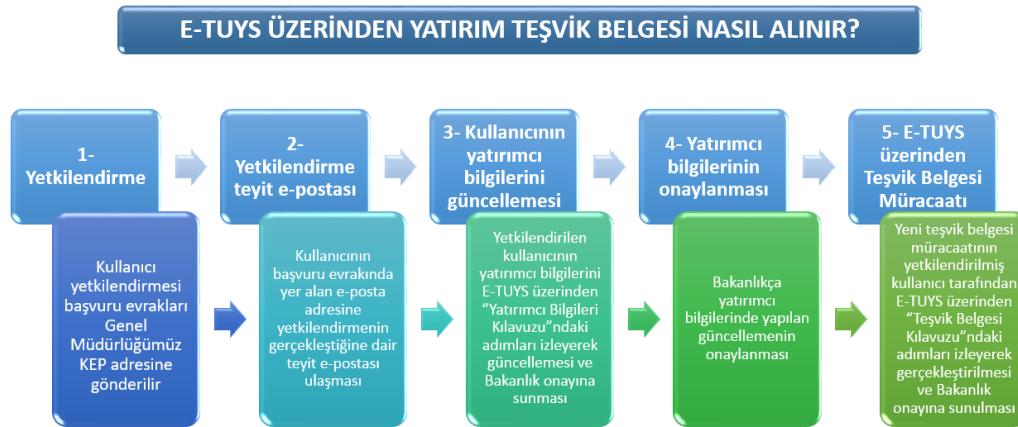 E-TUYS ÜZERİNDEN YATIRIM TEŞVİK BELGESİ NASIL ALINIR?
1-
Yetkilendirme
2-
Yetkilendirme
teyit e-postası
3- Kullanıcının
yatırımcı
bilgilerini
güncellemesi
4- Yatırımcı
bilgilerinin
onaylanması
5- E-TUYS
üzerinden
Teşvik Belgesi
Müracaatı
Kullanıcı
yetkilendirmesi
başvuru evrakları
Genel
Müdürlüğümüz
KEP adresine
gönderilir
Kullanıcının
başvuru evrakında
yer alan e-posta
adresine
yetkilendirmenin
gerçekleştiğine dair
teyit e-postası
ulaşması
Yetkilendirilen
kullanıcının
yatırımcı bilgilerini
E-TUYS üzerinden
“Yatırımcı Bilgileri
Kılavuzu”ndaki
adımları izleyerek
güncellemesi ve
Bakanlık onayına
sunması
Bakanlıkça
yatırımcı
bilgilerinde yapılan
güncellemenin
onaylanması
Yeni teşvik belgesi
müracaatının
yetkilendirilmiş
kullanıcı tarafından
E-TUYS üzerinden
“Teşvik Belgesi
Kılavuzu”ndaki
adımları izleyerek
gerçekleştirilmesi
ve Bakanlık
onayına sunulması